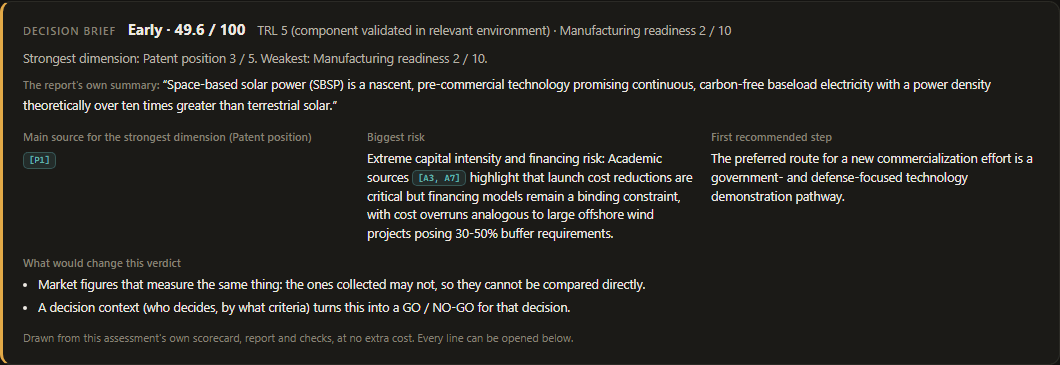 DECISION BRIEF Early · 49.6 / 100 TRL 5 (component validated in relevant environment) · Manufacturing readiness 2 / 10
Strongest dimension: Patent position 3 / 5. Weakest: Manufacturing readiness 2 / 10.
The report's own summary: “Space-based solar power (SBSP) is a nascent, pre-commercial technology promising continuous, carbon-free baseload electricity with a power density
theoretically over ten times greater than terrestrial solar.”
Main source for the strongest dimension (Patent position)
[P1]
Biggest risk
Extreme capital intensity and financing risk: Academic
sources [A3, A7] highlight that launch cost reductions are
critical but financing models remain a binding constraint,
with cost overruns analogous to large offshore wind
projects posing 30-50% buffer requirements.
First recommended step
The preferred route for a new commercialization effort is a
government- and defense-focused technology
demonstration pathway.
What would change this verdict
• Market figures that measure the same thing: the ones collected may not, so they cannot be compared directly.
• A decision context (who decides, by what criteria) turns this into a GO / NO-GO for that decision.
Drawn from this assessment's own scorecard, report and checks, at no extra cost. Every line can be opened below.